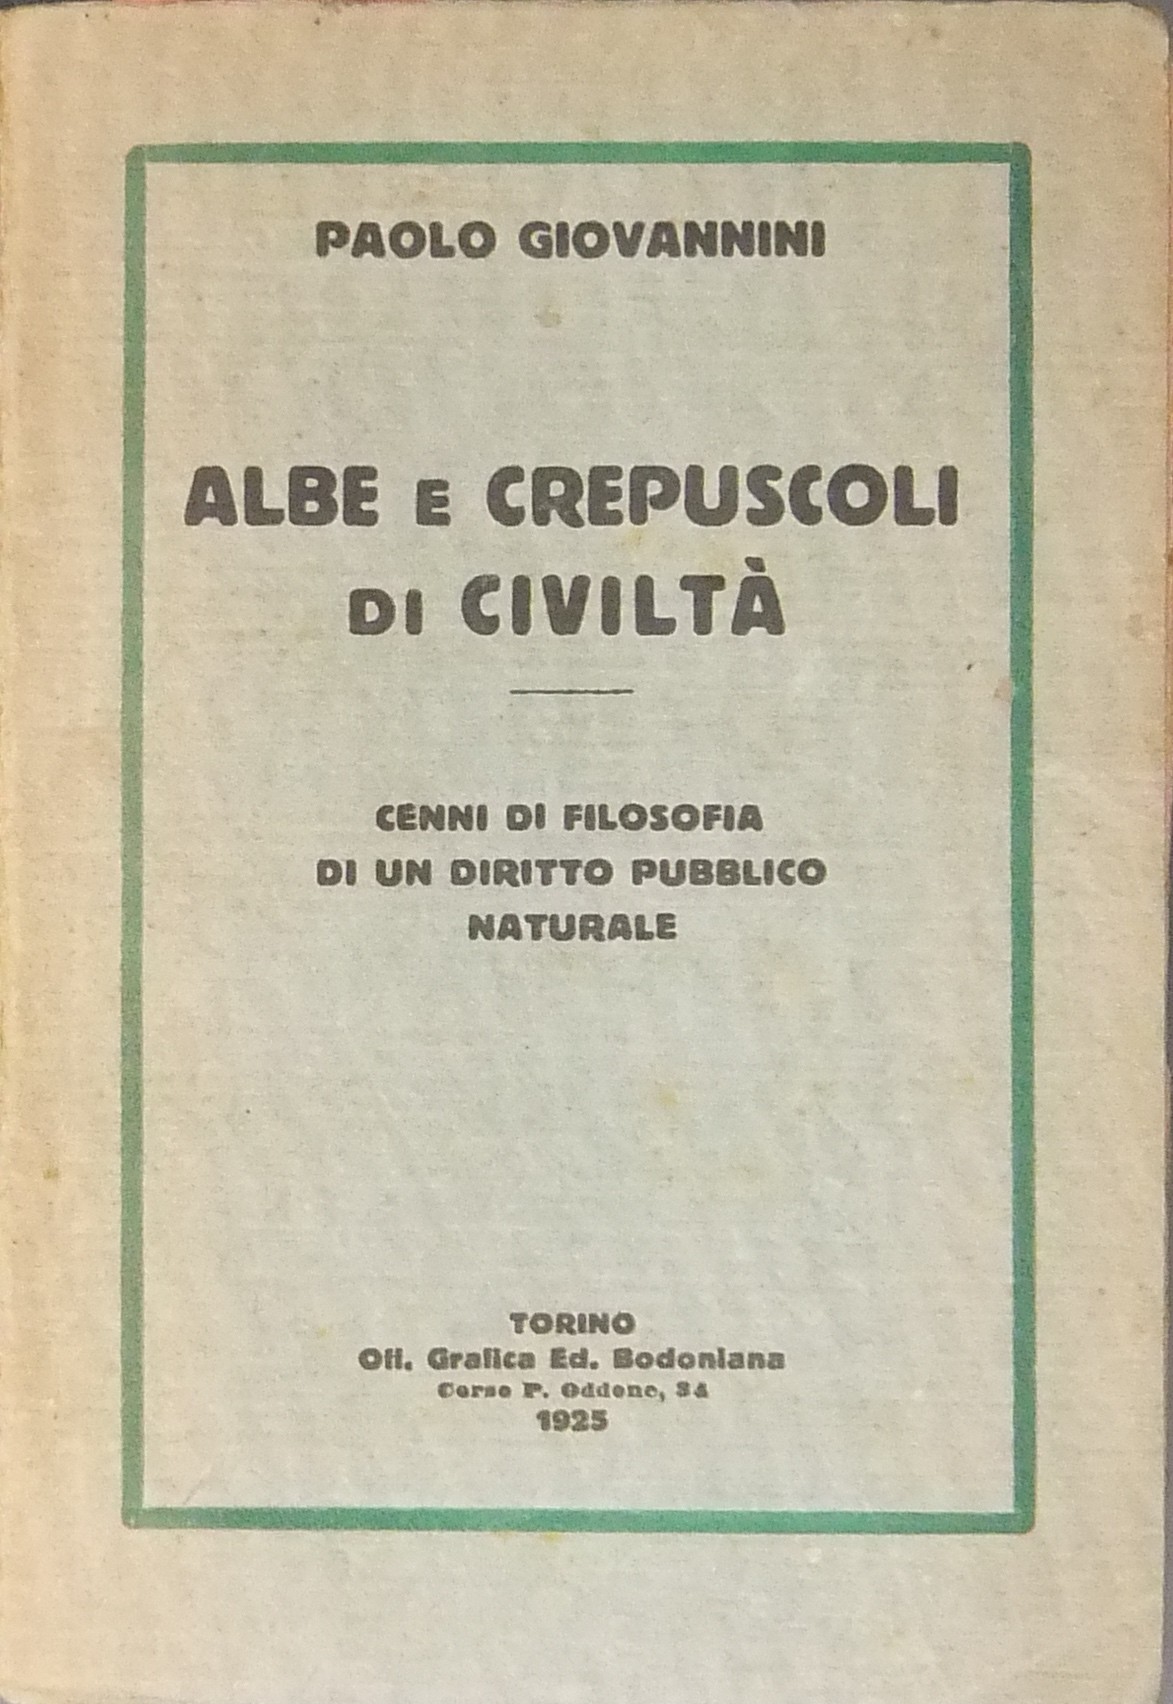 PAOLO GIOVANNINI
ALBE E CREPUSCOLI
DI CIVILTÀ
CENNI DI FILOSOFIA
DI UN DIRITTO PUBBLICO
NATURALE
TORINO
Off. Grafica Ed. Bodoniana
Corso P. Oddone, 34
1925